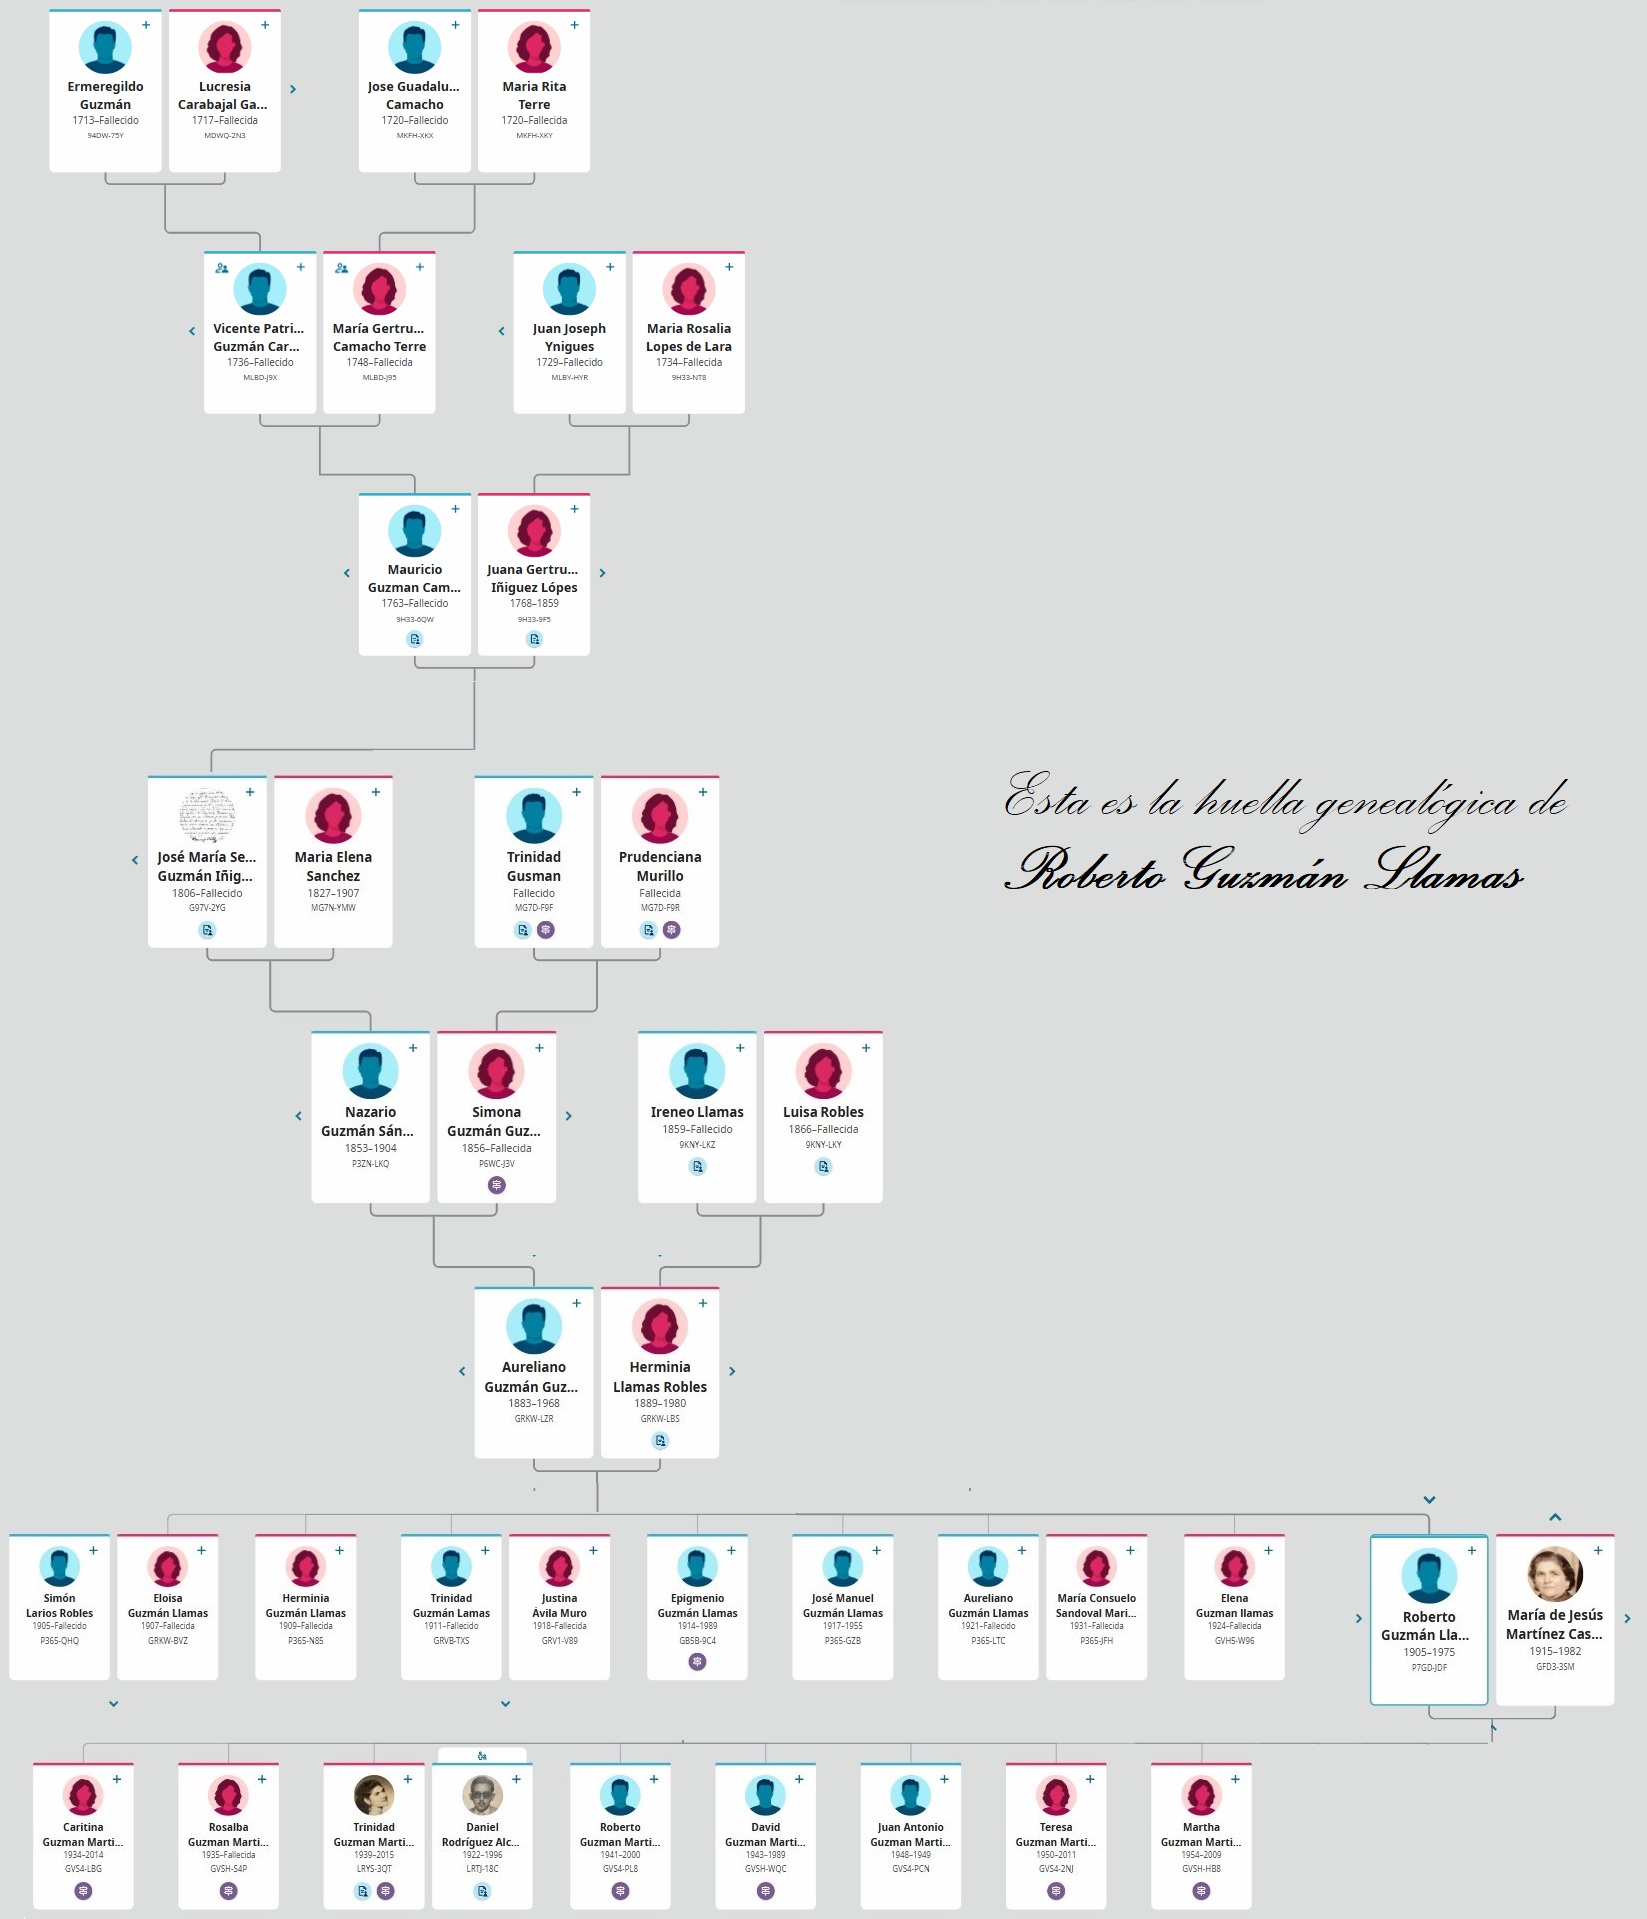 Ermeregildo
Guzmán
1713–Fallecido
94DW-75Y
Lucresia
Carabajal Ga...
1717–Fallecida
MDWQ-2N3
Jose Guadalu...
Camacho
1720–Fallecido
MKFH-XKX
Maria Rita
Terre
1720–Fallecida
MKFH-XKY
Vicente Patri...
Guzmán Car...
1736–Fallecido
MLBD-J9X
María Gertru...
Camacho Terre
1748–Fallecida
MLBD-J95
Juan Joseph
Ynigues
1729–Fallecido
MLBY-HYR
Maria Rosalia
Lopes de Lara
1734–Fallecida
9H33-NT8
Mauricio
Guzman Cam...
1763–Fallecido
9H33-6QW
Juana Gertru...
Iñiguez Lópes
1768–1859
9H33-9F5
Esta es la huella genealógica de
Roberto Guzmán Llamas
José María Se...
Guzmán Iñig...
1806–Fallecido
G97V-2YG
Maria Elena
Sanchez
1827–1907
MG7N-YMW
Trinidad
Gusman
Fallecido
MG7D-F9F
Prudenciana
Murillo
Fallecida
MG7D-F9R
Nazario
Guzmán Sán...
1853–1904
P3ZN-LKQ
Simona
Guzmán Guz...
1856–Fallecida
P6WC-J3V
Ireneo Llamas
1859–Fallecido
9KNY-LKZ
Luisa Robles
1866–Fallecida
9KNY-LKY
Aureliano
Guzmán Guz...
1883–1968
GRKW-LZR
Herminia
Llamas Robles
1889–1980
GRKW-LBS
Simón
Larios Robles
1905–Fallecido
P365-QHQ
Eloisa
Guzmán Llamas
1907–Fallecida
GRKW-BVZ
Herminia
Guzmán Llamas
1909–Fallecida
P365-N85
Trinidad
Guzmán Lamas
1911–Fallecido
GRVB-TXS
Justina
Ávila Muro
1918–Fallecida
GRV1-V89
Epigmenio
Guzmán Llamas
1914–1989
GB5B-9C4
José Manuel
Guzmán Llamas
1917–1955
P365-GZB
Aureliano
Guzmán Llamas
1921–Fallecido
P365-LTC
María Consuelo
Sandoval Mari...
1931–Fallecida
P365-JFH
Elena
Guzman llamas
1924–Fallecida
GVH5-W96
Roberto
Guzmán Lla...
1905–1975
P7GD-JDF
María de Jesús
Martínez Cas...
1915–1982
GFD3-3SM
Caritina
Guzman Marti...
1934–2014
GVS4-LBG
Rosalba
Guzman Marti...
1935–Fallecida
GVSH-S4P
Trinidad
Guzman Marti...
1939–2015
LRYS-3QT
Daniel
Rodríguez Alc...
1922–1996
LRTJ-18C
Roberto
Guzman Marti...
1941–2000
GVS4-PL8
David
Guzman Marti...
1943–1989
GVSH-WQC
Juan Antonio
Guzman Marti...
1948–1949
GVS4-PCN
Teresa
Guzman Marti...
1950–2011
GVS4-2NJ
Martha
Guzman Marti...
1954–2009
GVSH-HB8